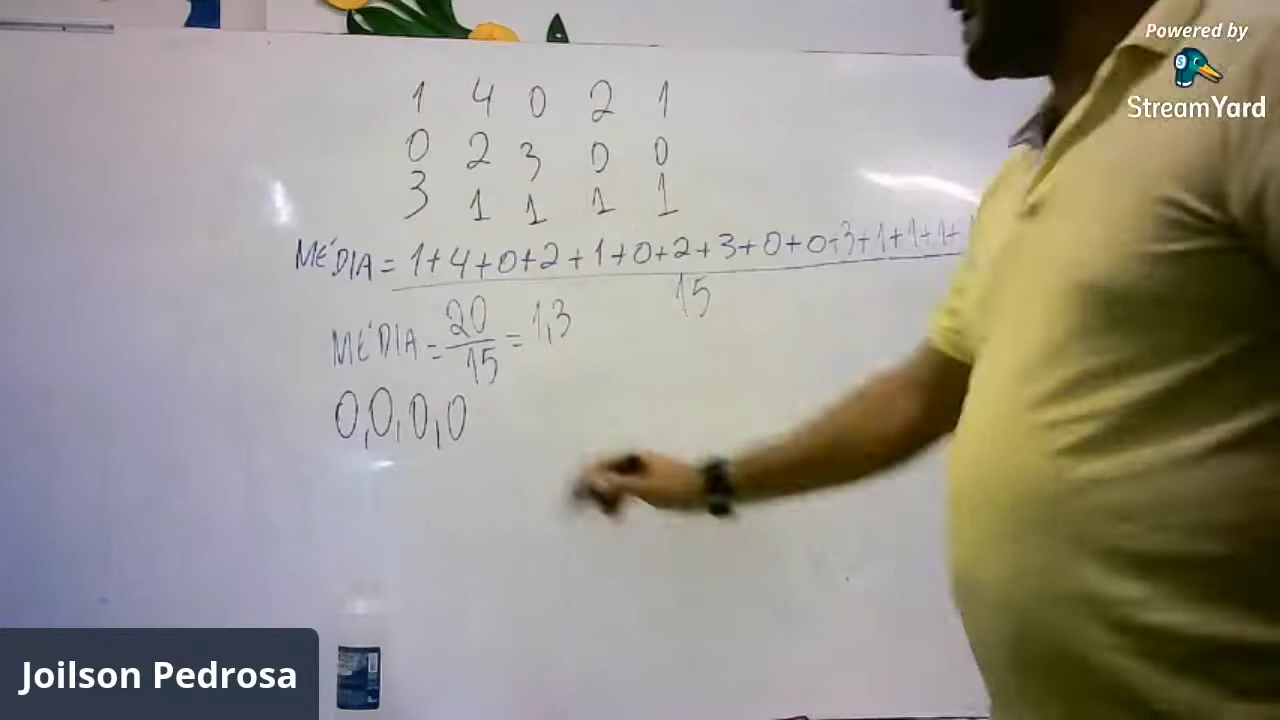 Powered by
StreamYard
1 4 0 2 1
0 2 3 0 0
3 1 1 1 1
MÉDIA = 1+4+0+2+1+0+2+3+0+0+3+1+1+1+
15
MÉDIA = 20/15 = 1,3
0,0,0,0
Joilson Pedrosa